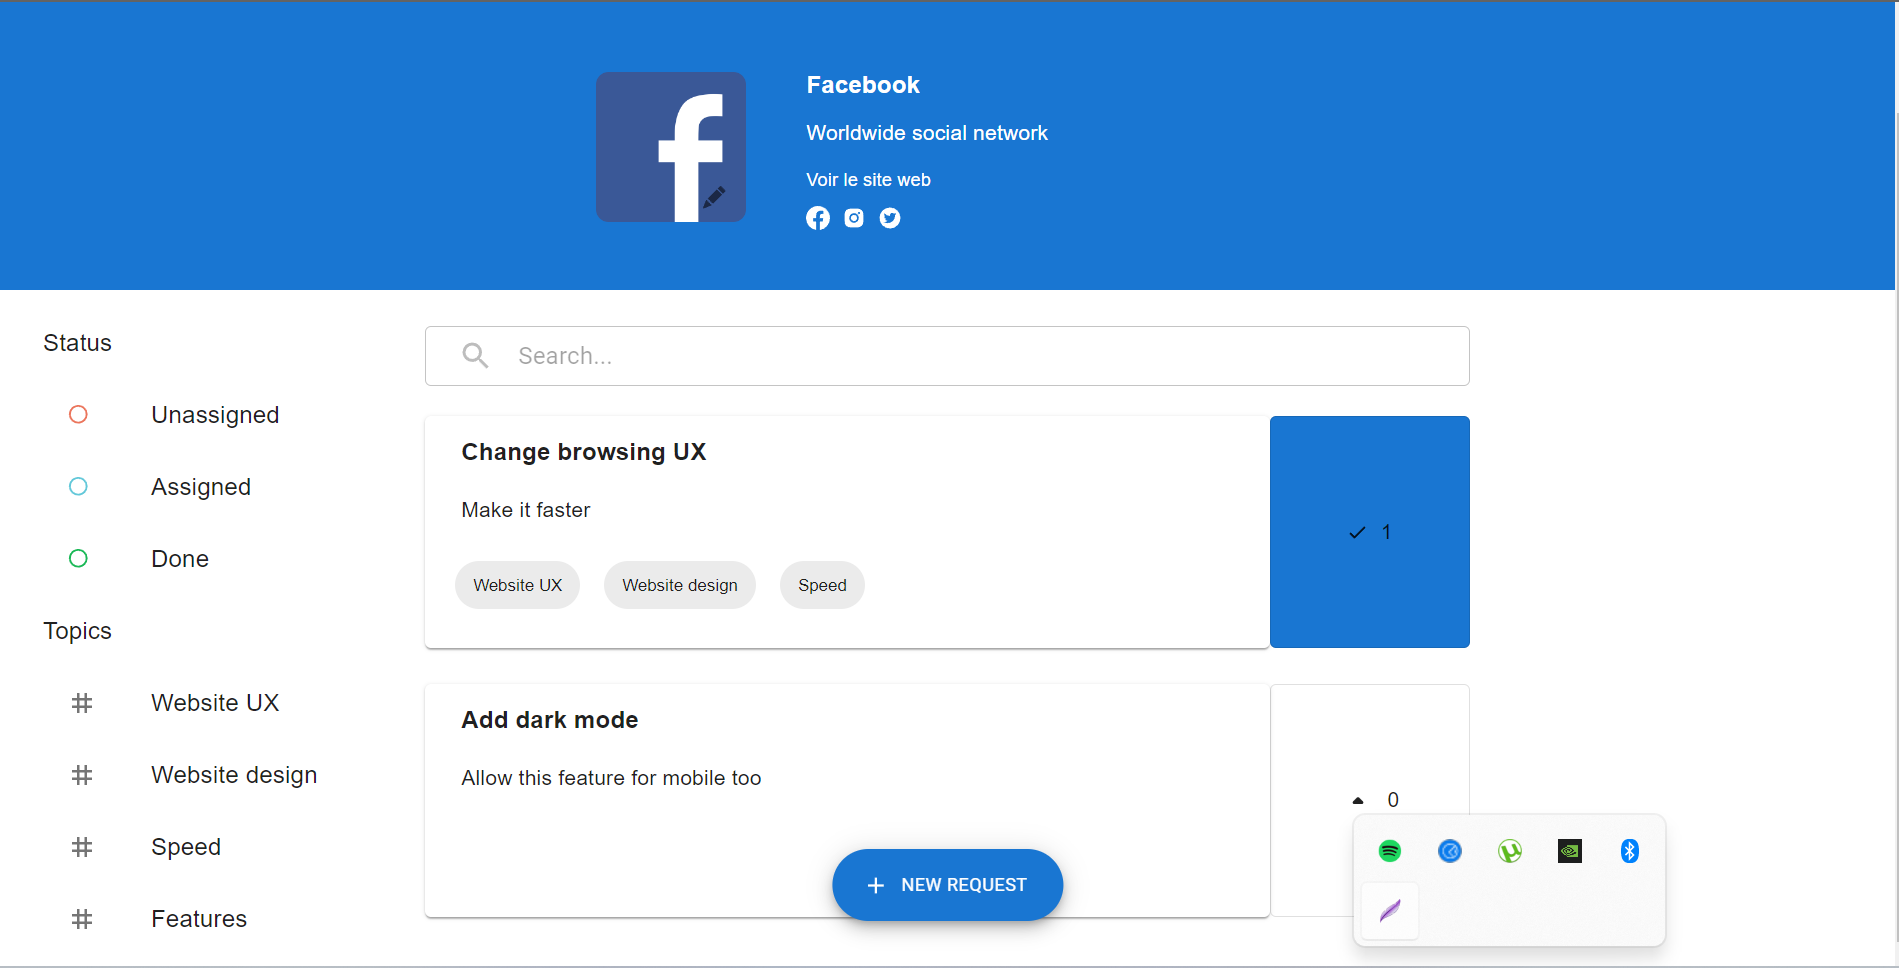 Facebook
Worldwide social network
Voir le site web
Status
Unassigned
Assigned
Done
Topics
Website UX
Website design
Speed
Features
Search...
Change browsing UX
Make it faster
Website UX Website design Speed
1
Add dark mode
Allow this feature for mobile too
0
NEW REQUEST